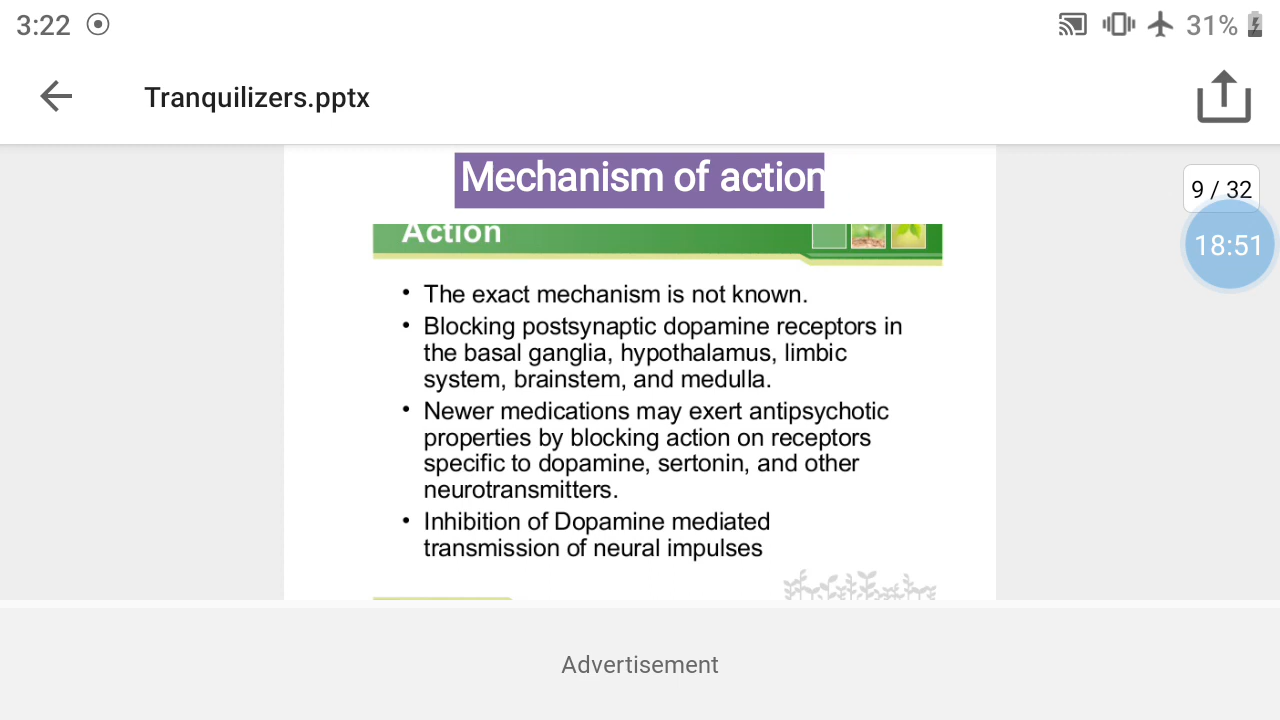 3:22 31%
Tranquilizers.pptx
Mechanism of action
9 / 32
Action
18:51
• The exact mechanism is not known.
• Blocking postsynaptic dopamine receptors in
the basal ganglia, hypothalamus, limbic
system, brainstem, and medulla.
• Newer medications may exert antipsychotic
properties by blocking action on receptors
specific to dopamine, sertonin, and other
neurotransmitters.
• Inhibition of Dopamine mediated
transmission of neural impulses
Advertisement